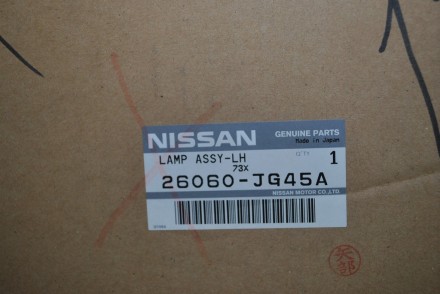 NISSAN
GENUINE PARTS
Made in Japan
LAMP ASSY-LH
73X
1
26060-JG45A
NISSAN MOTOR CO.,LTD.